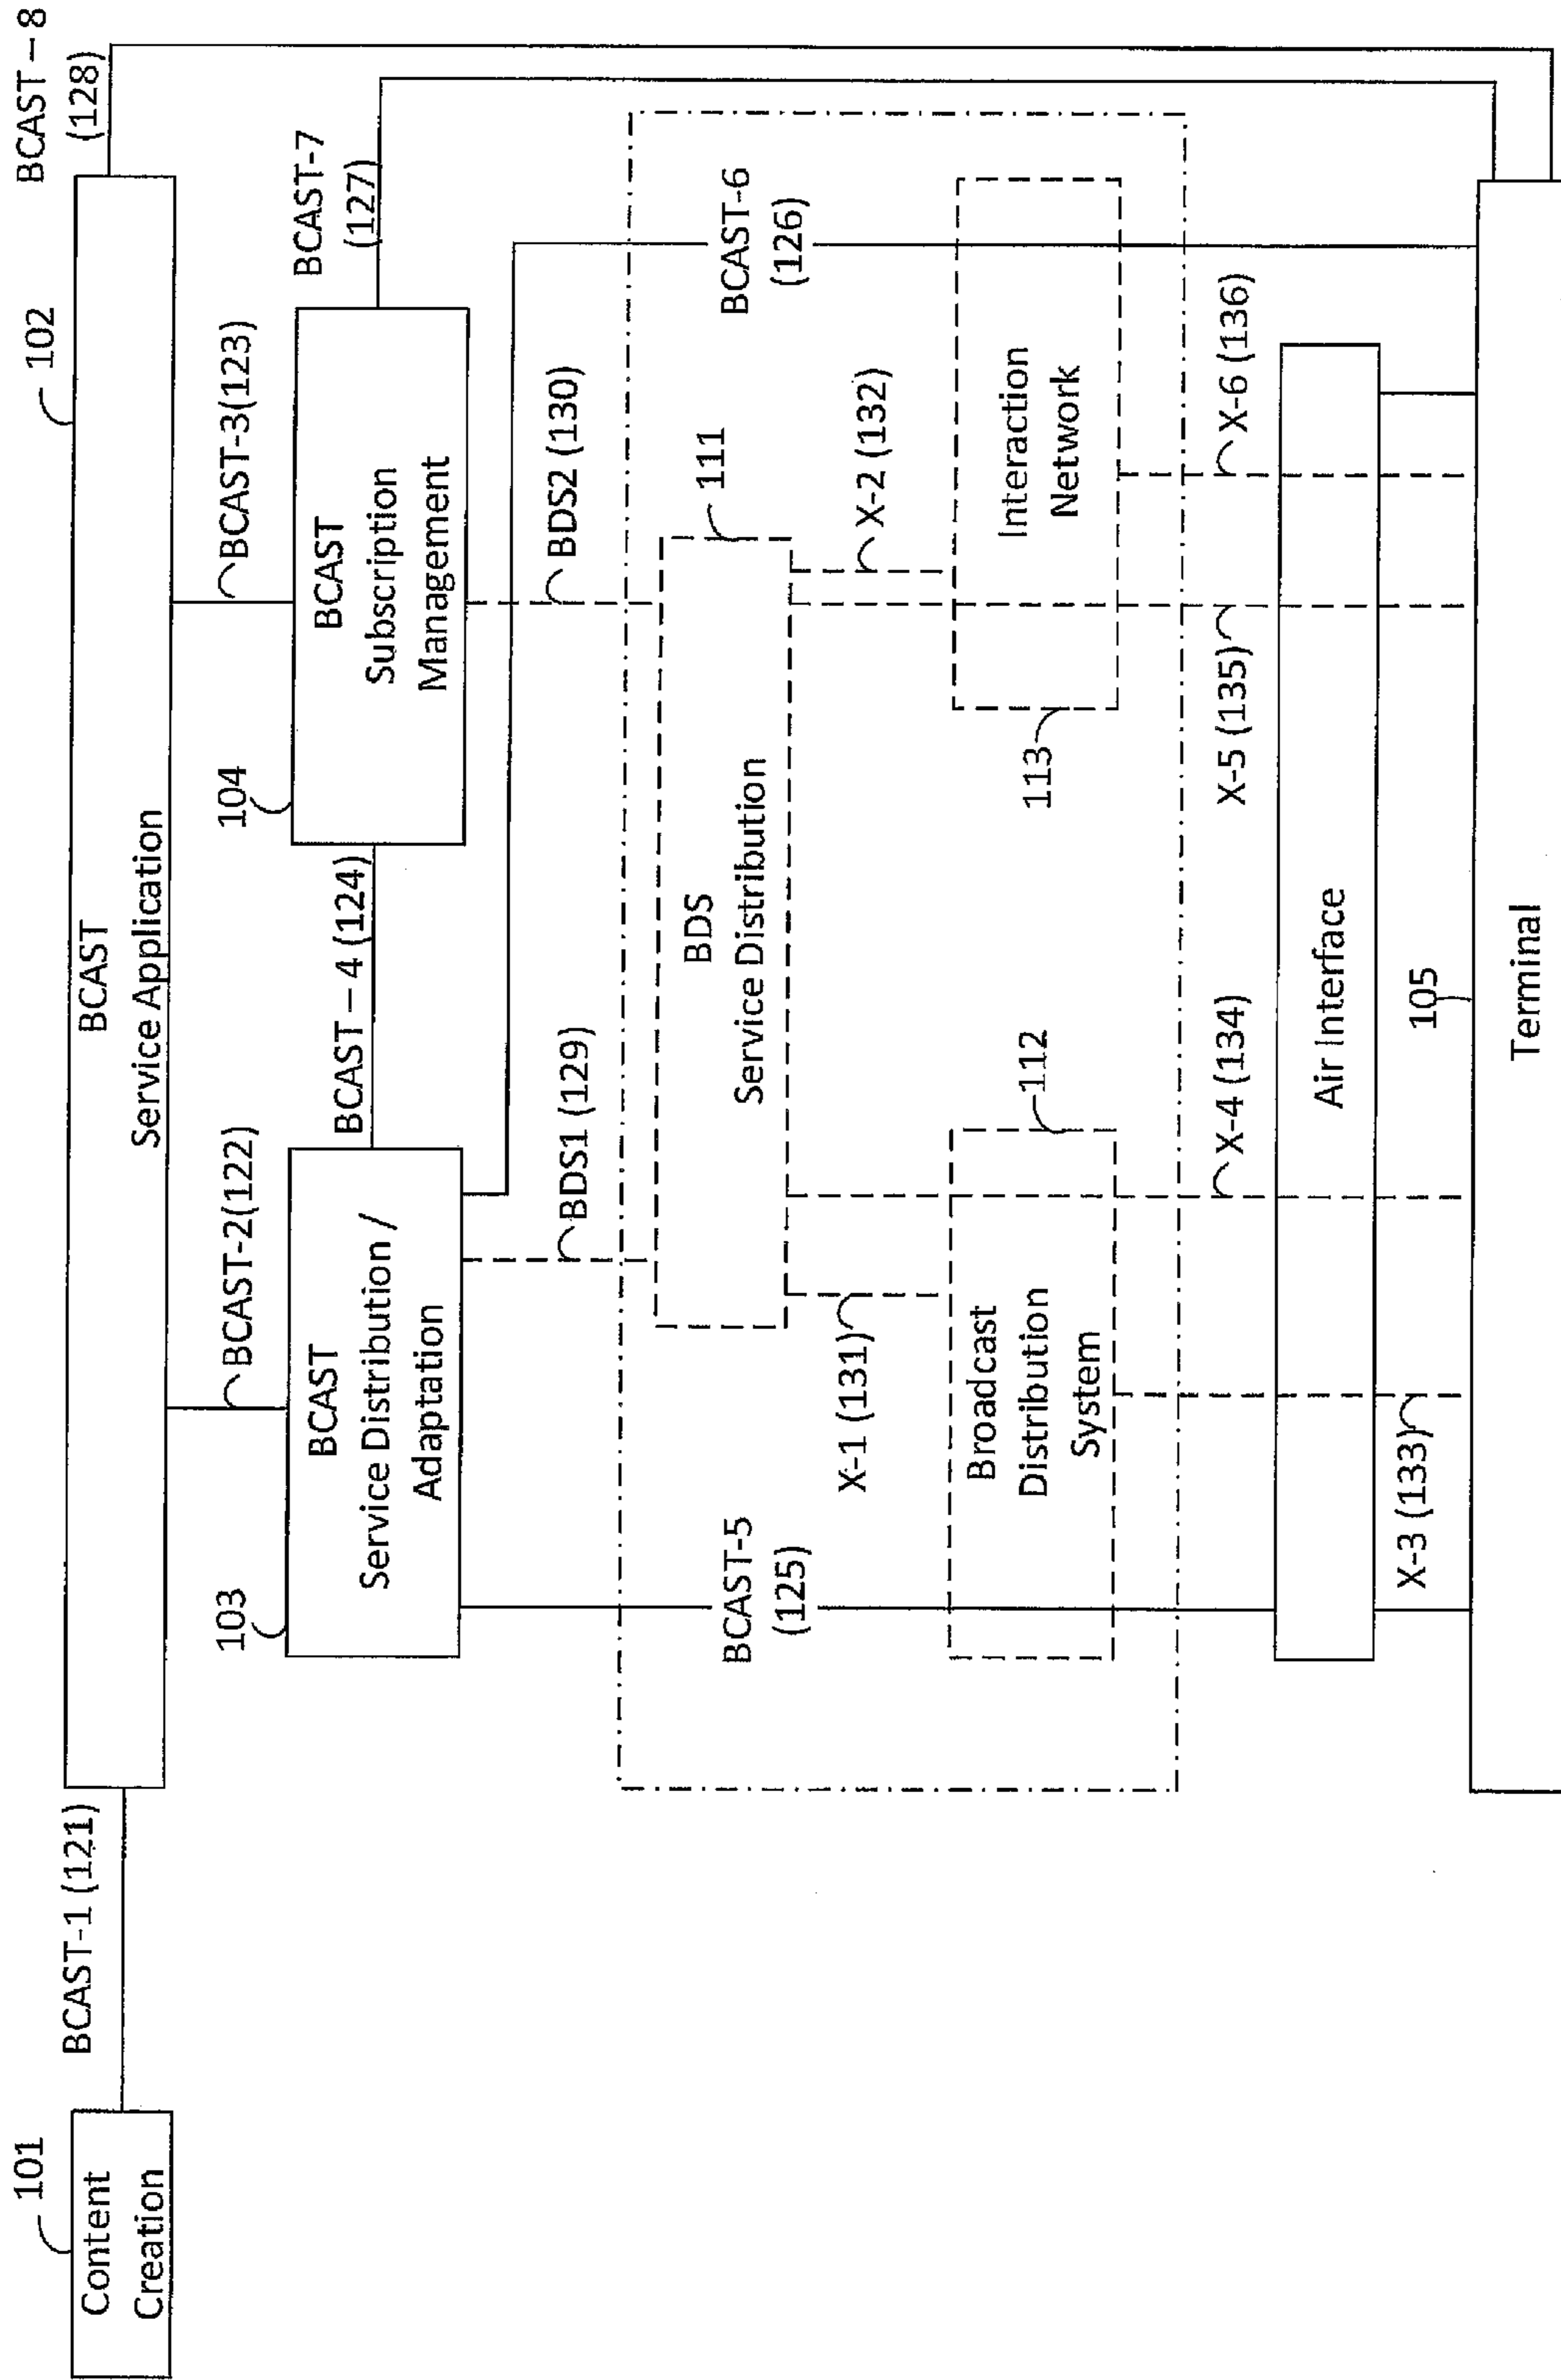 101
Content
Creation
BCAST-1 (121)
BCAST
Service Application
102
BCAST – 8
(128)
BCAST-2(122)
BCAST-3(123)
103
BCAST
Service Distribution /
Adaptation
BCAST – 4 (124)
104
BCAST
Subscription
Management
BCAST-7
(127)
BDS1 (129)
BDS2 (130)
BCAST-5
(125)
BDS
Service Distribution
111
BCAST-6
(126)
X-1 (131)
X-2 (132)
Broadcast
Distribution
System
112
113
Interaction
Network
X-4 (134)
X-5 (135)
X-6 (136)
Air Interface
X-3 (133)
105
Terminal